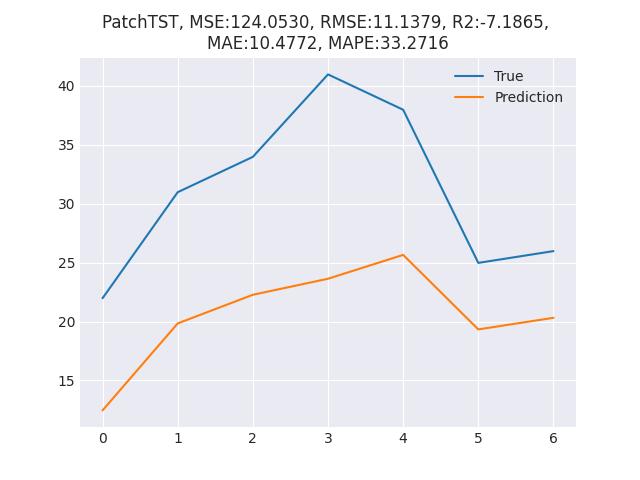 PatchTST, MSE:124.0530, RMSE:11.1379, R2:-7.1865,
MAE:10.4772, MAPE:33.2716
True
Prediction
40
35
30
25
20
15
0 1 2 3 4 5 6